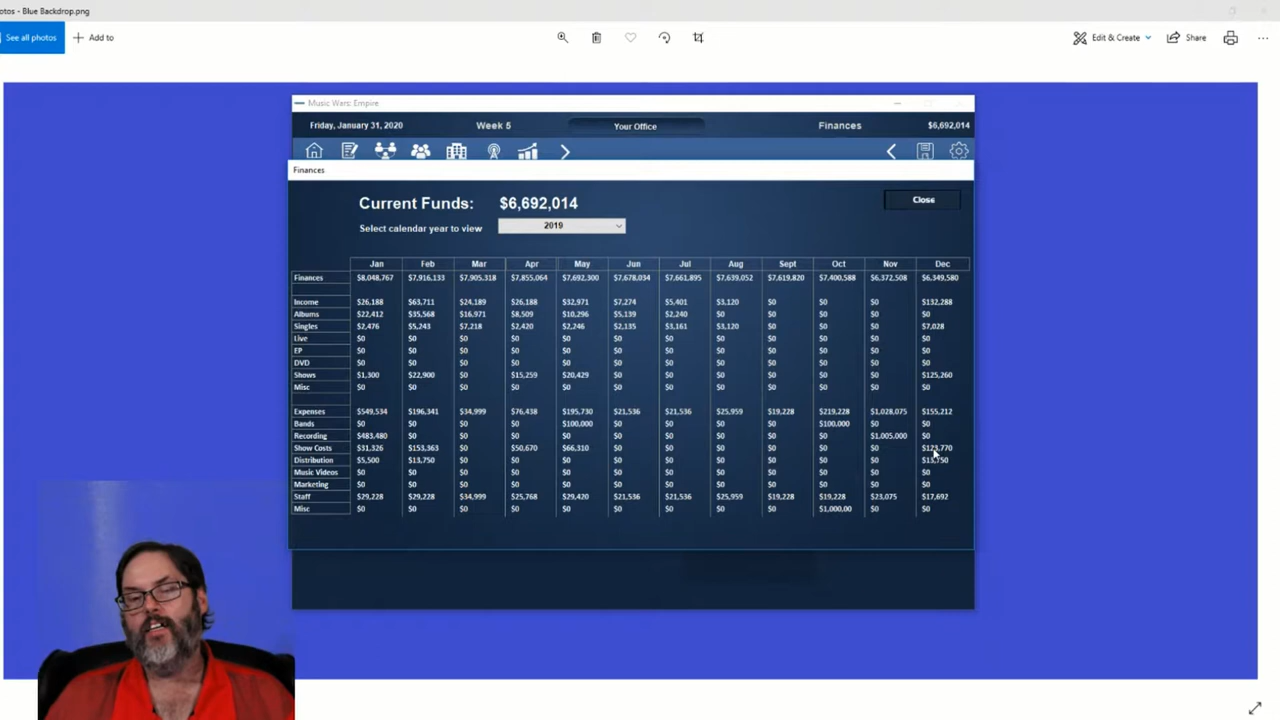 otos - Blue Backdrop.png
See all photos + Add to Edit & Create Share
Music Wars: Empire
Friday, January 31, 2020 Week 5 Your Office Finances $6,692,014
Finances
Current Funds: $6,692,014 Close
Select calendar year to view 2019
Jan Feb Mar Apr May Jun Jul Aug Sept Oct Nov Dec
Finances $8,048,767 $7,916,133 $7,905,318 $7,855,064 $7,692,300 $7,678,034 $7,661,895 $7,639,052 $7,619,820 $7,400,588 $6,372,508 $6,349,580
Income $26,188 $63,711 $24,189 $26,188 $32,971 $7,274 $5,401 $3,120 $0 $0 $0 $132,288
Albums $22,412 $35,568 $16,971 $8,509 $10,296 $5,139 $2,240 $0 $0 $0 $0 $0
Singles $2,476 $5,243 $7,218 $2,420 $2,246 $2,135 $3,161 $3,120 $0 $0 $0 $7,028
Live $0 $0 $0 $0 $0 $0 $0 $0 $0 $0 $0 $0
EP $0 $0 $0 $0 $0 $0 $0 $0 $0 $0 $0 $0
DVD $0 $0 $0 $0 $0 $0 $0 $0 $0 $0 $0 $0
Shows $1,300 $22,900 $0 $15,259 $20,429 $0 $0 $0 $0 $0 $0 $125,260
Misc $0 $0 $0 $0 $0 $0 $0 $0 $0 $0 $0 $0
Expenses $549,534 $196,341 $34,999 $76,438 $195,730 $21,536 $21,536 $25,959 $19,228 $219,228 $1,028,075 $155,212
Bands $0 $0 $0 $0 $100,000 $0 $0 $0 $0 $100,000 $0 $0
Recording $483,480 $0 $0 $0 $0 $0 $0 $0 $0 $0 $1,005,000 $0
Show Costs $31,326 $153,363 $0 $50,670 $66,310 $0 $0 $0 $0 $0 $0 $123,770
Distribution $5,500 $13,750 $0 $0 $0 $0 $0 $0 $0 $0 $0 $13,750
Music Videos $0 $0 $0 $0 $0 $0 $0 $0 $0 $0 $0 $0
Marketing $0 $0 $0 $0 $0 $0 $0 $0 $0 $0 $0 $0
Staff $29,228 $29,228 $34,999 $25,768 $29,420 $21,536 $21,536 $25,959 $19,228 $19,228 $23,075 $17,692
Misc $0 $0 $0 $0 $0 $0 $0 $0 $0 $1,000,00 $0 $0